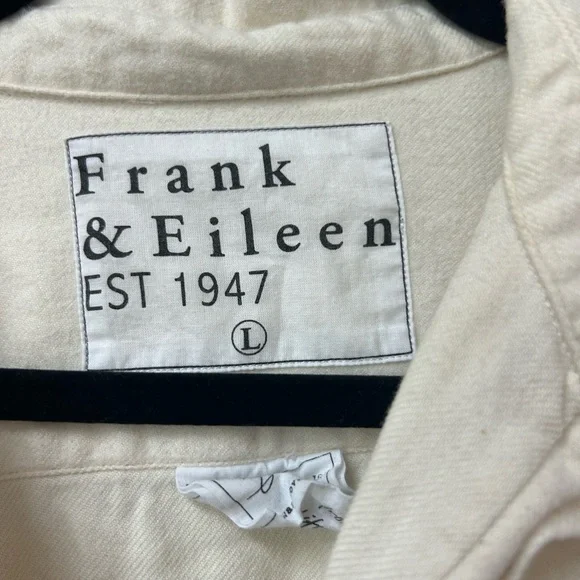 Frank
& Eileen
EST 1947
L